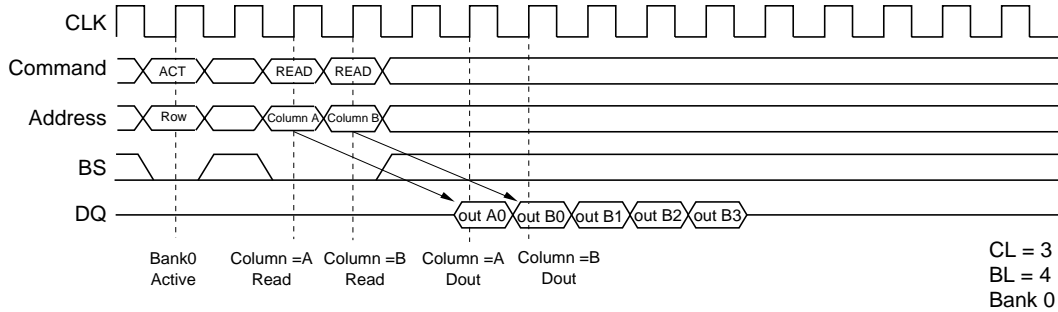 CLK
Command ACT READ READ
Address Row Column A Column B
BS
DQ out A0 out B0 out B1 out B2 out B3
Bank0 Column =A Column =B Column =A Column =B
Active Read Read Dout Dout
CL = 3
BL = 4
Bank 0